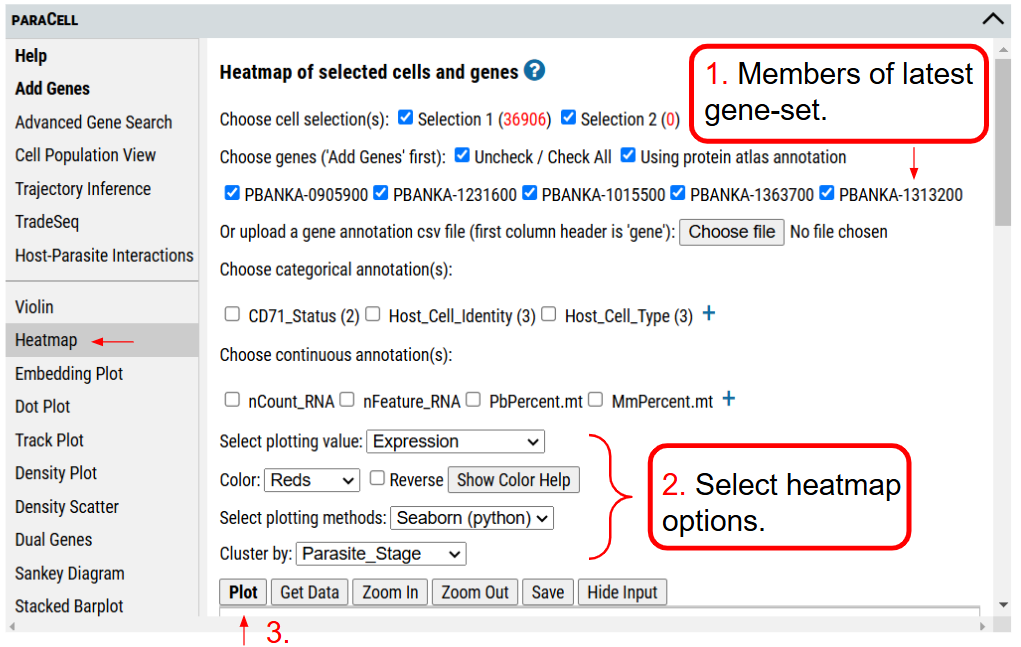 PARACELL
Help
Add Genes
Advanced Gene Search
Cell Population View
Trajectory Inference
TradeSeq
Host-Parasite Interactions
Violin
Heatmap
Embedding Plot
Dot Plot
Track Plot
Density Plot
Density Scatter
Dual Genes
Sankey Diagram
Stacked Barplot
Heatmap of selected cells and genes ?
1. Members of latest
gene-set.
Choose cell selection(s): Selection 1 (36906) Selection 2 (0)
Choose genes ('Add Genes' first): Uncheck / Check All Using protein atlas annotation
PBANKA-0905900 PBANKA-1231600 PBANKA-1015500 PBANKA-1363700 PBANKA-1313200
Or upload a gene annotation csv file (first column header is 'gene'): Choose file No file chosen
Choose categorical annotation(s):
CD71_Status (2) Host_Cell_Identity (3) Host_Cell_Type (3) +
Choose continuous annotation(s):
nCount_RNA nFeature_RNA PbPercent.mt MmPercent.mt +
Select plotting value: Expression
Color: Reds Reverse Show Color Help
Select plotting methods: Seaborn (python)
Cluster by: Parasite_Stage
2. Select heatmap
options.
Plot Get Data Zoom In Zoom Out Save Hide Input
3.